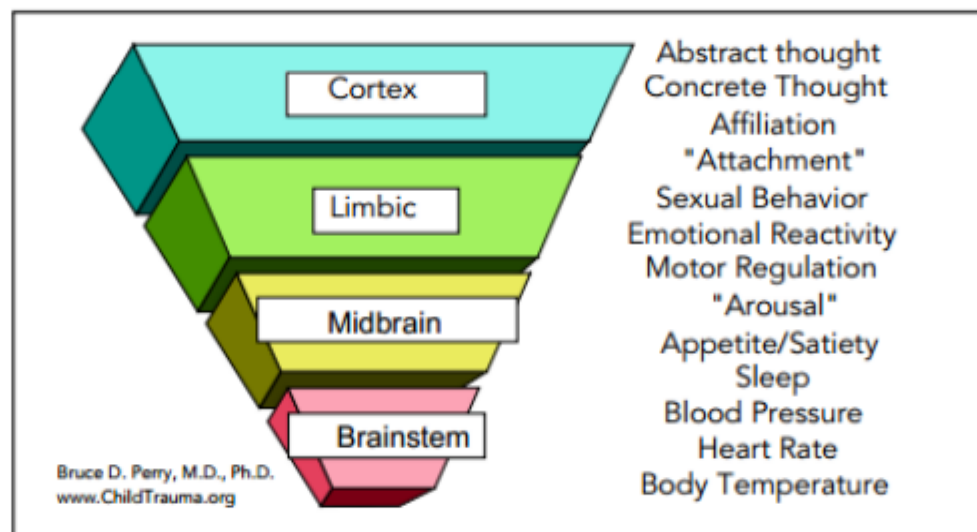 Cortex
Limbic
Midbrain
Brainstem
Abstract thought
Concrete Thought
Affiliation
"Attachment"
Sexual Behavior
Emotional Reactivity
Motor Regulation
"Arousal"
Appetite/Satiety
Sleep
Blood Pressure
Heart Rate
Body Temperature
Bruce D. Perry, M.D., Ph.D.
www.ChildTrauma.org